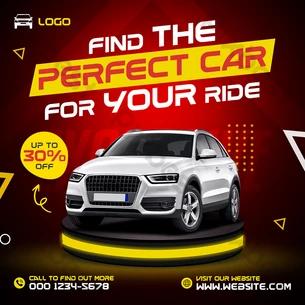 LOGO
FIND THE
PERFECT CAR
FOR YOUR RIDE
UP TO
30%
OFF
CALL TO FIND OUT MORE
000 1234-5678
VISIT OUR WEBSITE
WWW.WEBSITE.COM